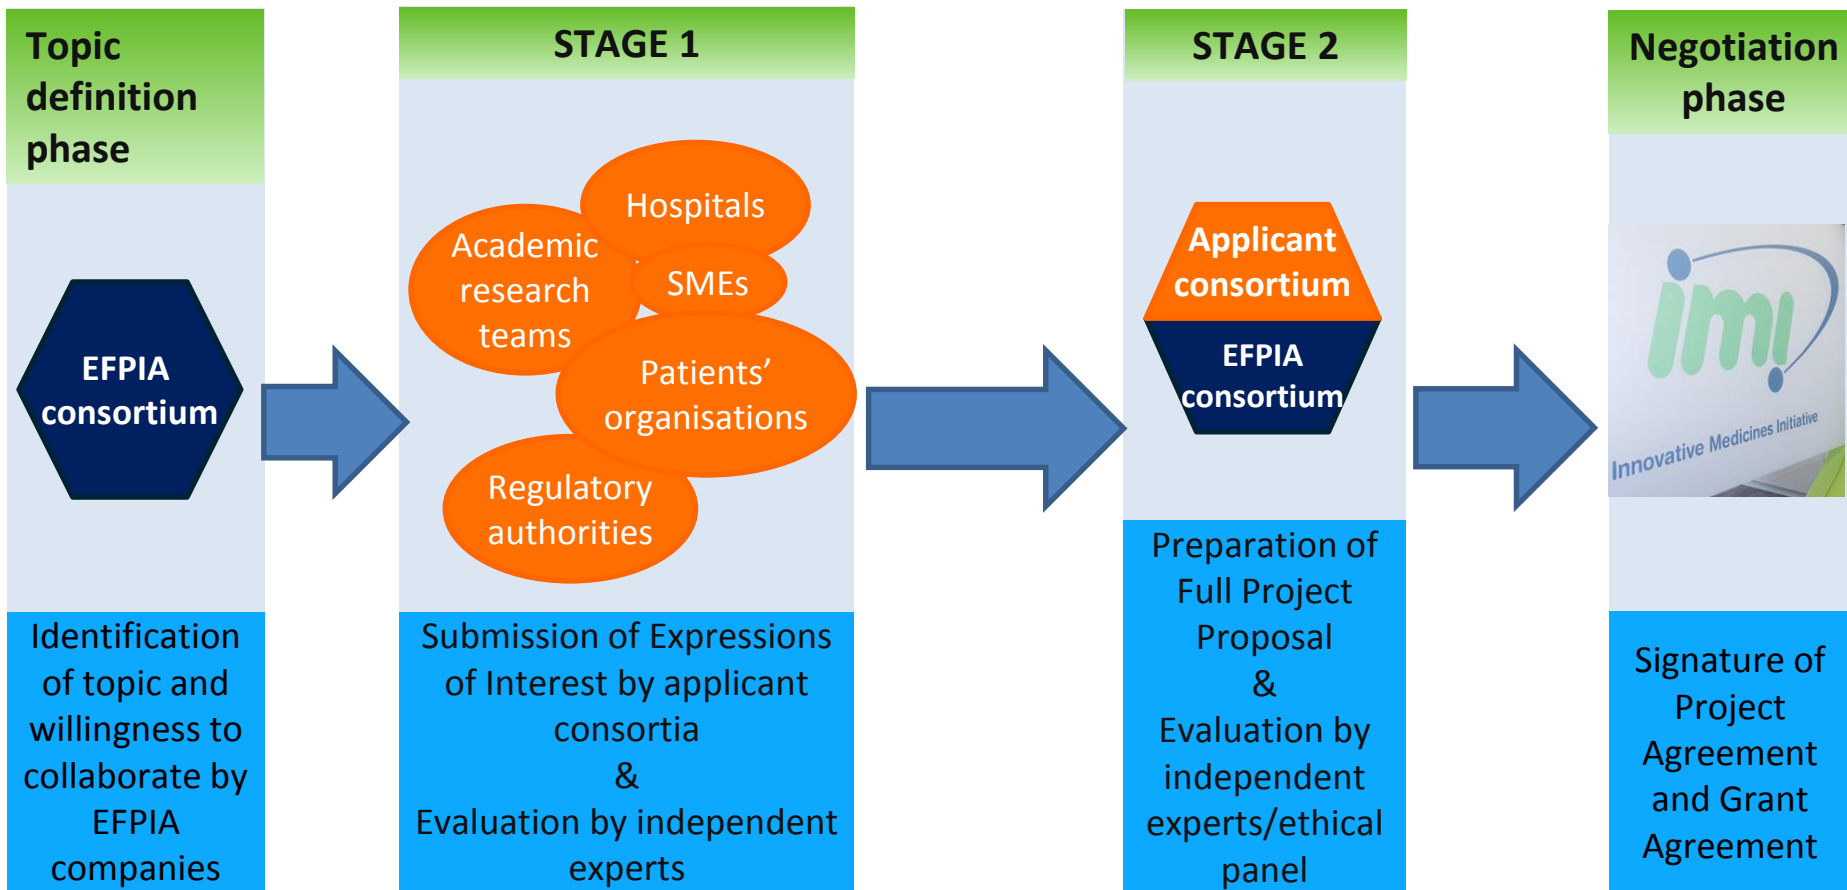 Topic
definition
phase
EFPIA
consortium
Identification
of topic and
willingness to
collaborate by
EFPIA
companies
STAGE 1
Hospitals
Academic
research
teams
SMEs
Patients’
organisations
Regulatory
authorities
Submission of Expressions
of Interest by applicant
consortia
&
Evaluation by independent
experts
STAGE 2
Applicant
consortium
EFPIA
consortium
Preparation of
Full Project
Proposal
&
Evaluation by
independent
experts/ethical
panel
Negotiation
phase
imi
Innovative Medicines Initiative
Signature of
Project
Agreement
and Grant
Agreement